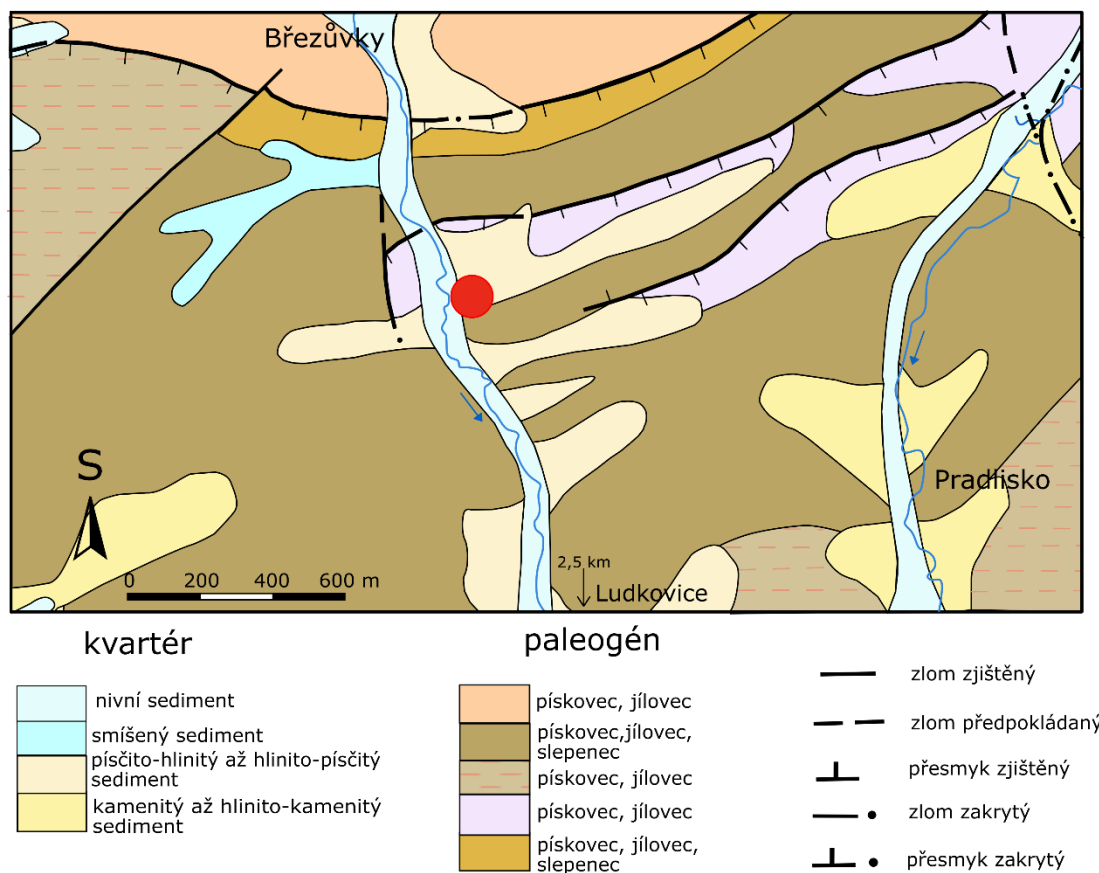 Březůvky
Pradlisko
S
0 200 400 600 m
2,5 km
Ludkovice
kvartér
nivní sediment
smíšený sediment
písčito-hlinitý až hlinito-písčitý
sediment
kamenitý až hlinito-kamenitý
sediment
paleogén
pískovec, jílovec
pískovec,jílovec,
slepenec
pískovec, jílovec
pískovec, jílovec
pískovec, jílovec,
slepenec
zlom zjištěný
zlom předpokládaný
přesmyk zjištěný
zlom zakrytý
přesmyk zakrytý